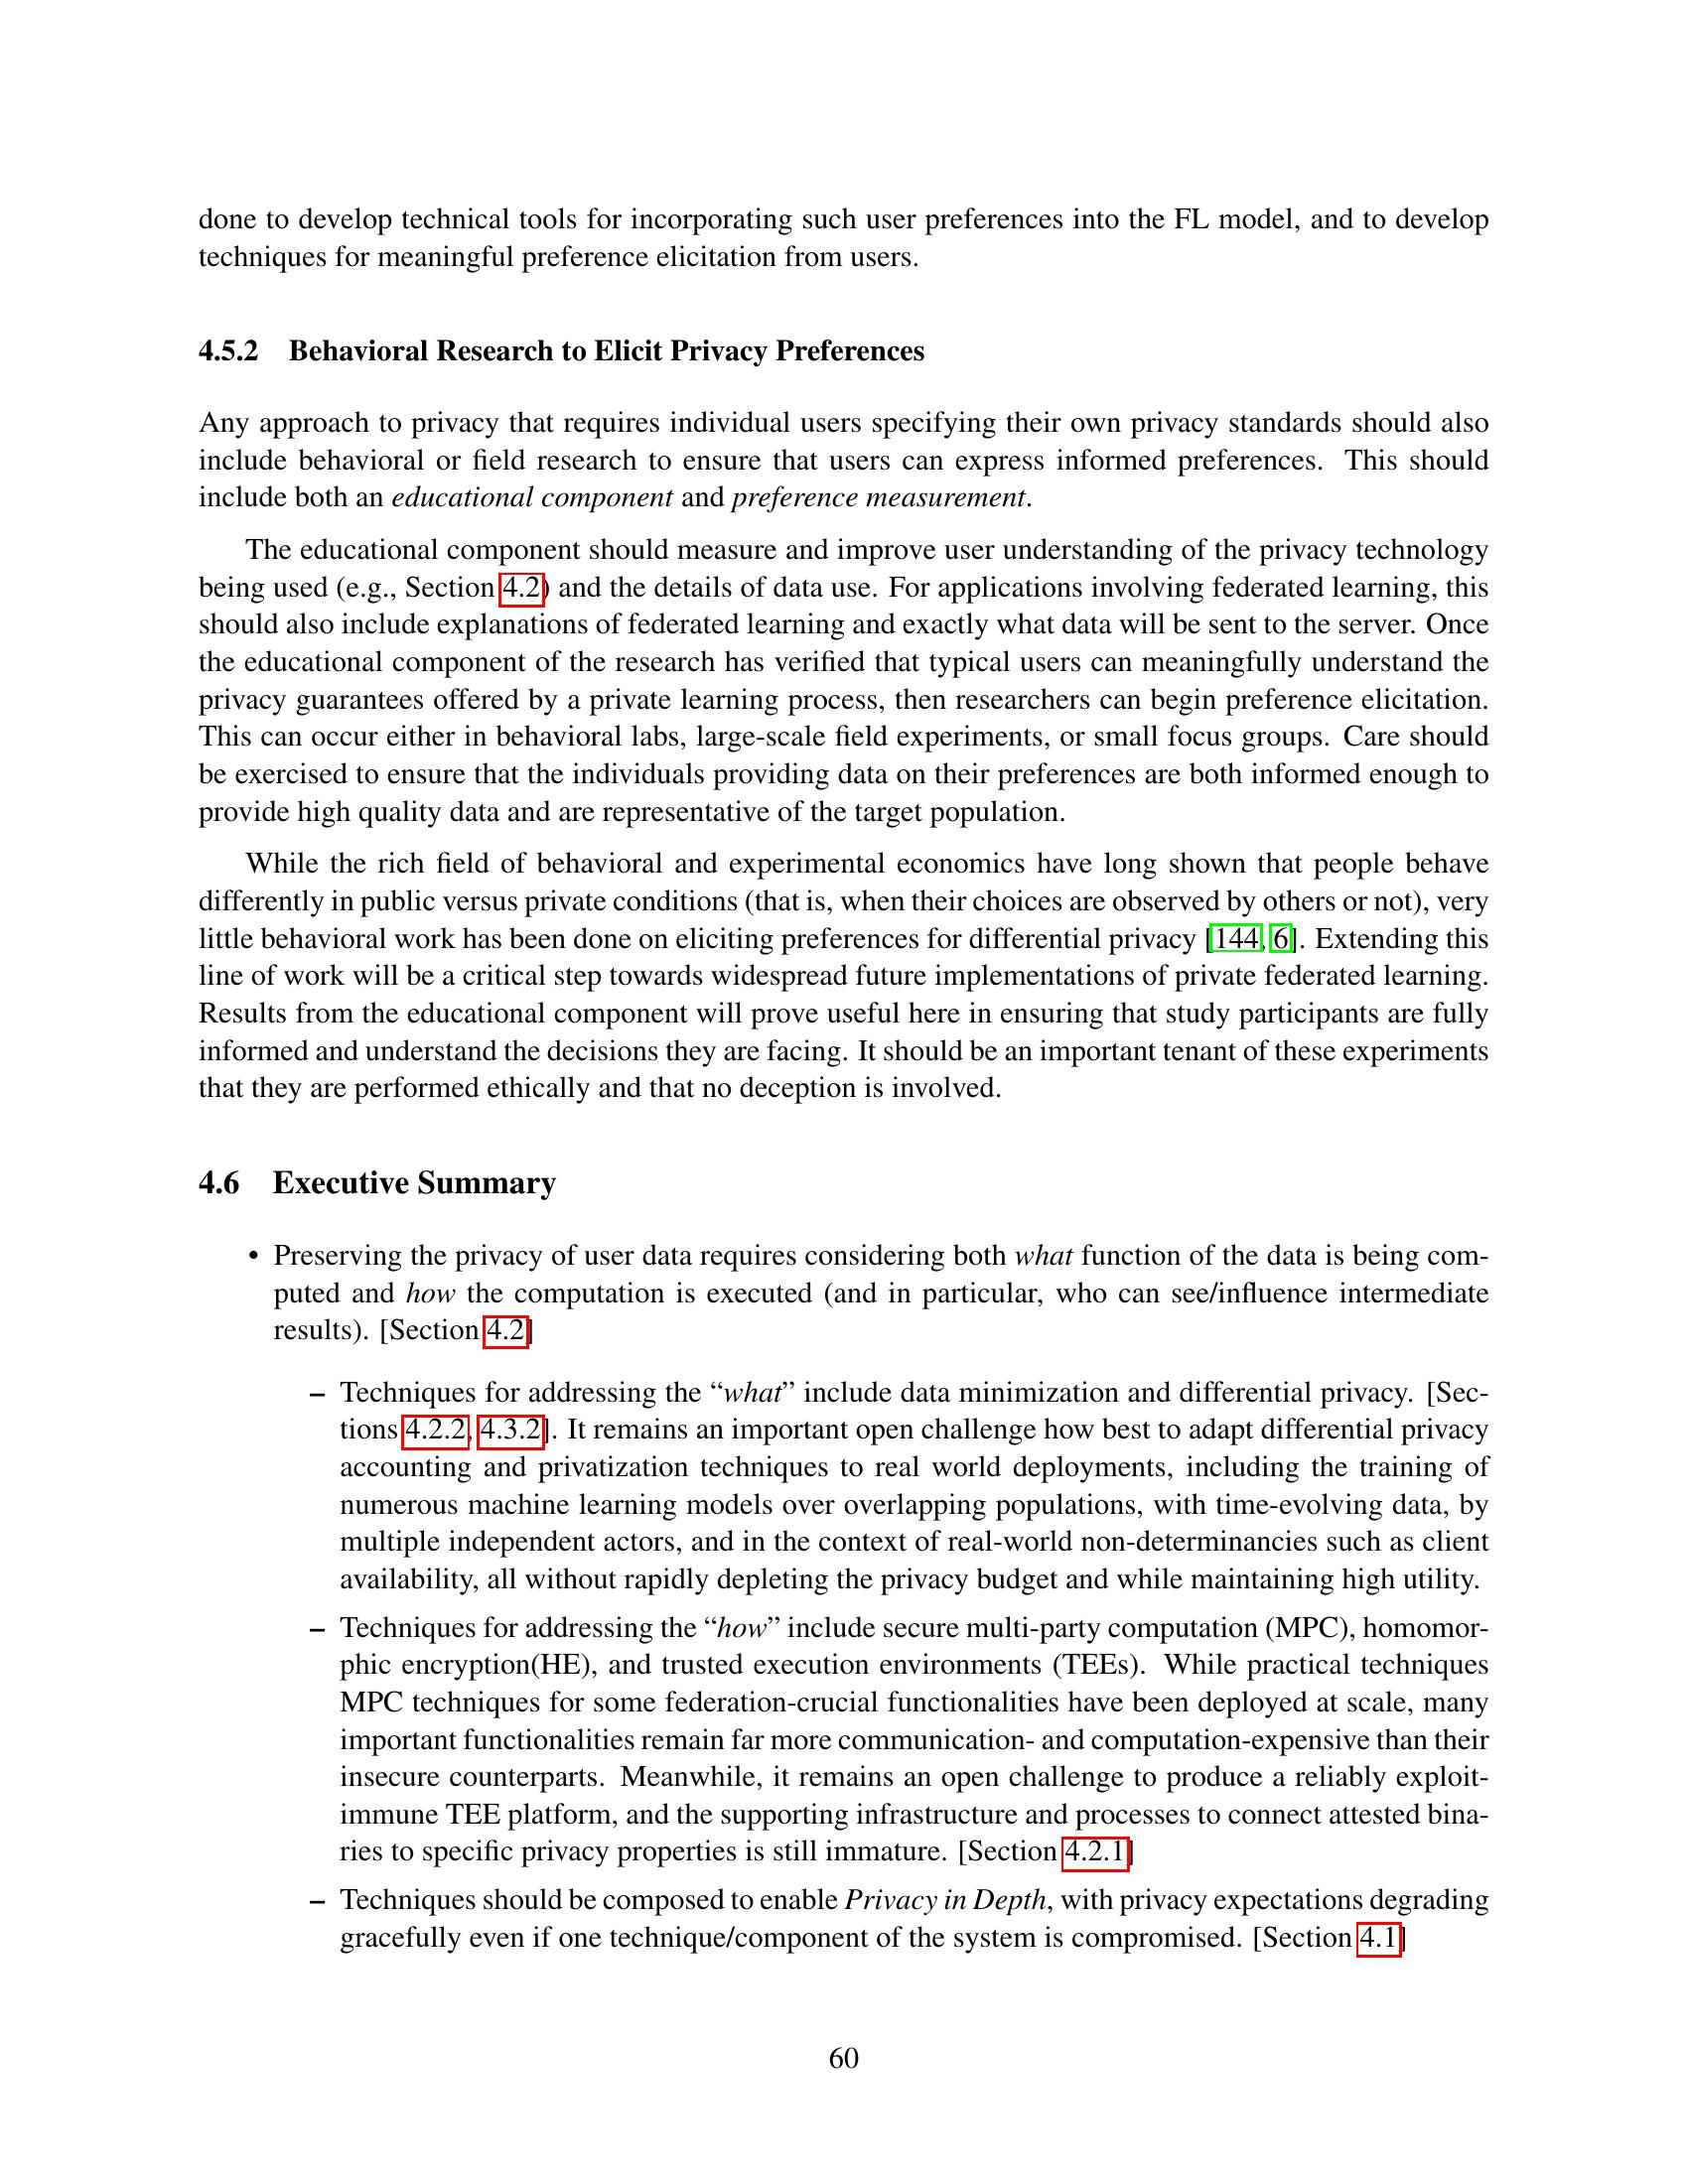 done to develop technical tools for incorporating such user preferences into the FL model, and to develop
techniques for meaningful preference elicitation from users.
4.5.2 Behavioral Research to Elicit Privacy Preferences
Any approach to privacy that requires individual users specifying their own privacy standards should also
include behavioral or field research to ensure that users can express informed preferences. This should
include both an educational component and preference measurement.
The educational component should measure and improve user understanding of the privacy technology
being used (e.g., Section 4.2) and the details of data use. For applications involving federated learning, this
should also include explanations of federated learning and exactly what data will be sent to the server. Once
the educational component of the research has verified that typical users can meaningfully understand the
privacy guarantees offered by a private learning process, then researchers can begin preference elicitation.
This can occur either in behavioral labs, large-scale field experiments, or small focus groups. Care should
be exercised to ensure that the individuals providing data on their preferences are both informed enough to
provide high quality data and are representative of the target population.
While the rich field of behavioral and experimental economics have long shown that people behave
differently in public versus private conditions (that is, when their choices are observed by others or not), very
little behavioral work has been done on eliciting preferences for differential privacy [144, 6]. Extending this
line of work will be a critical step towards widespread future implementations of private federated learning.
Results from the educational component will prove useful here in ensuring that study participants are fully
informed and understand the decisions they are facing. It should be an important tenant of these experiments
that they are performed ethically and that no deception is involved.
4.6 Executive Summary
• Preserving the privacy of user data requires considering both what function of the data is being com-
puted and how the computation is executed (and in particular, who can see/influence intermediate
results). [Section 4.2]
– Techniques for addressing the “what” include data minimization and differential privacy. [Sec-
tions 4.2.2, 4.3.2]. It remains an important open challenge how best to adapt differential privacy
accounting and privatization techniques to real world deployments, including the training of
numerous machine learning models over overlapping populations, with time-evolving data, by
multiple independent actors, and in the context of real-world non-determinancies such as client
availability, all without rapidly depleting the privacy budget and while maintaining high utility.
– Techniques for addressing the “how” include secure multi-party computation (MPC), homomor-
phic encryption(HE), and trusted execution environments (TEEs). While practical techniques
MPC techniques for some federation-crucial functionalities have been deployed at scale, many
important functionalities remain far more communication- and computation-expensive than their
insecure counterparts. Meanwhile, it remains an open challenge to produce a reliably exploit-
immune TEE platform, and the supporting infrastructure and processes to connect attested bina-
ries to specific privacy properties is still immature. [Section 4.2.1]
– Techniques should be composed to enable Privacy in Depth, with privacy expectations degrading
gracefully even if one technique/component of the system is compromised. [Section 4.1]
60